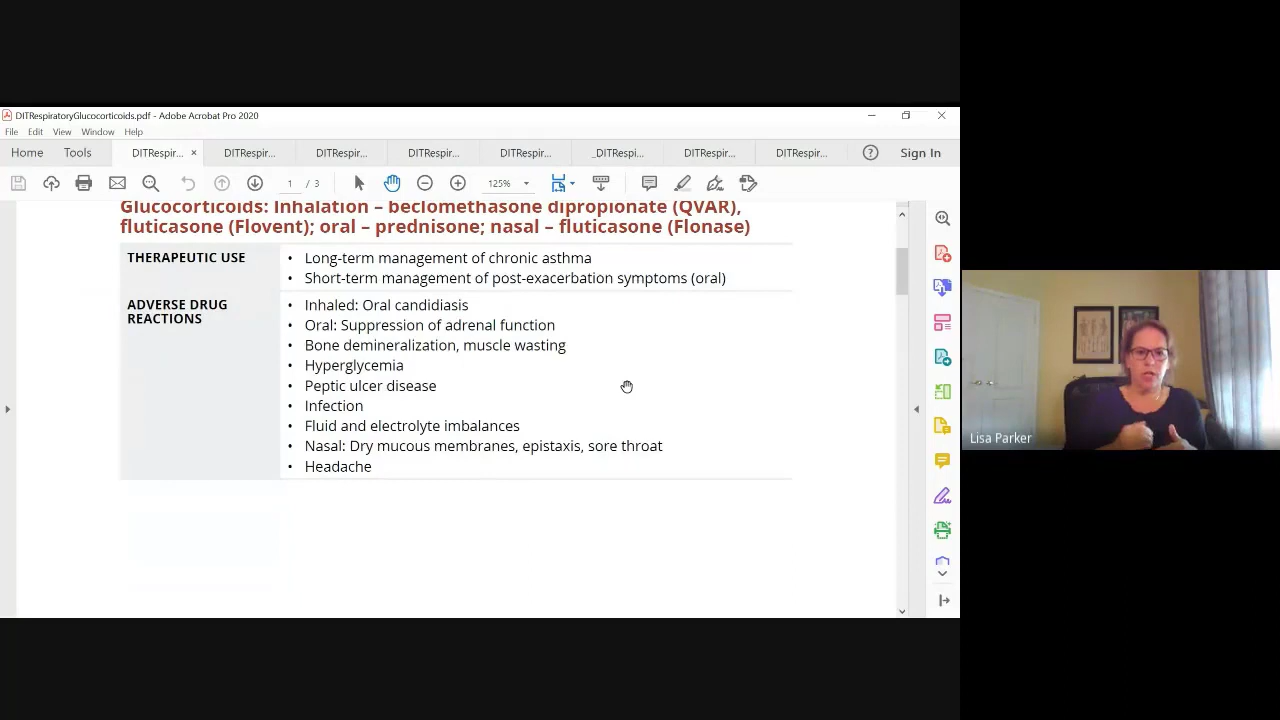 DITRespiratoryGlucocorticoids.pdf - Adobe Acrobat Pro 2020
File Edit View Window Help
Home Tools DITRespir... × DITRespir... DITRespir... DITRespir... DITRespir... _DITRespi... DITRespir... DITRespir... Sign In
1 / 3 125%
Glucocorticoids: Inhalation – beclomethasone dipropionate (QVAR),
fluticasone (Flovent); oral – prednisone; nasal – fluticasone (Flonase)
THERAPEUTIC USE
• Long-term management of chronic asthma
• Short-term management of post-exacerbation symptoms (oral)
ADVERSE DRUG
REACTIONS
• Inhaled: Oral candidiasis
• Oral: Suppression of adrenal function
• Bone demineralization, muscle wasting
• Hyperglycemia
• Peptic ulcer disease
• Infection
• Fluid and electrolyte imbalances
• Nasal: Dry mucous membranes, epistaxis, sore throat
• Headache
Lisa Parker